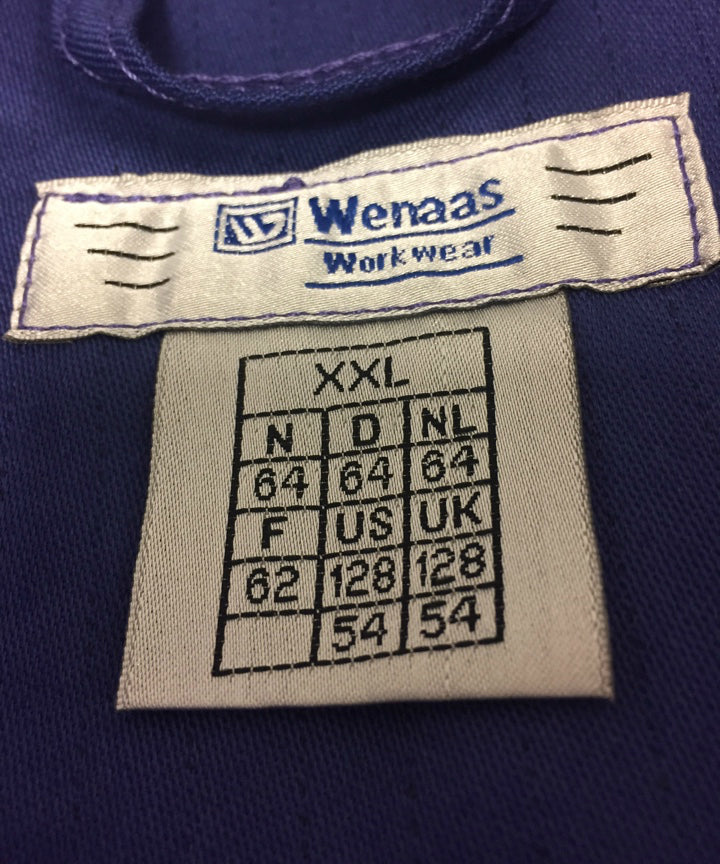 Wenaas
Workwear
XXL
N D NL
64 64 64
F US UK
62 128 128
54 54